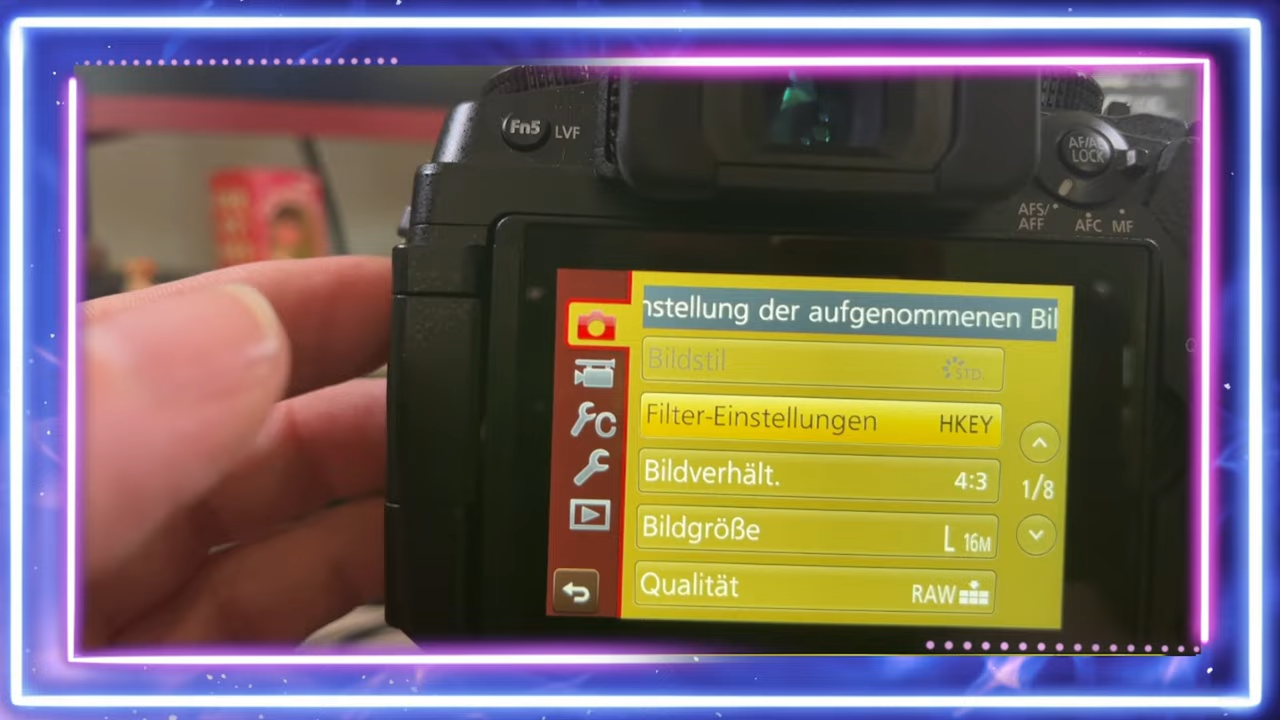 Fn5 LVF
AF/AE
LOCK
AFS/
AFF
AFC
MF
nstellung der aufgenommenen Bil
Bildstil STD.
Filter-Einstellungen HKEY
Bildverhält. 4:3
1/8
Bildgröße L 16M
Qualität RAW
C